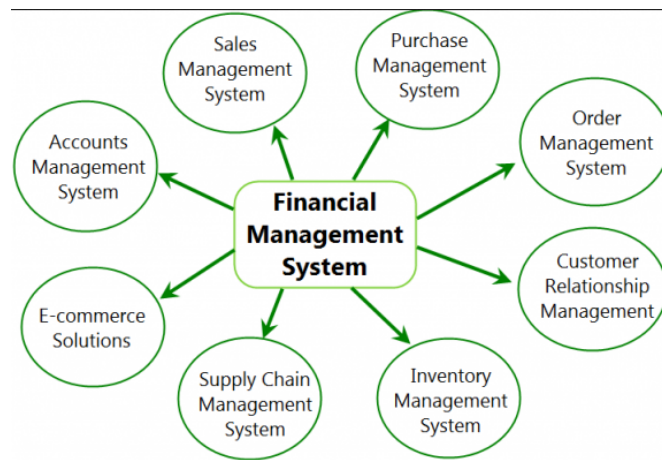 Sales
Management
System
Purchase
Management
System
Order
Management
System
Accounts
Management
System
Financial
Management
System
Customer
Relationship
Management
E-commerce
Solutions
Supply Chain
Management
System
Inventory
Management
System